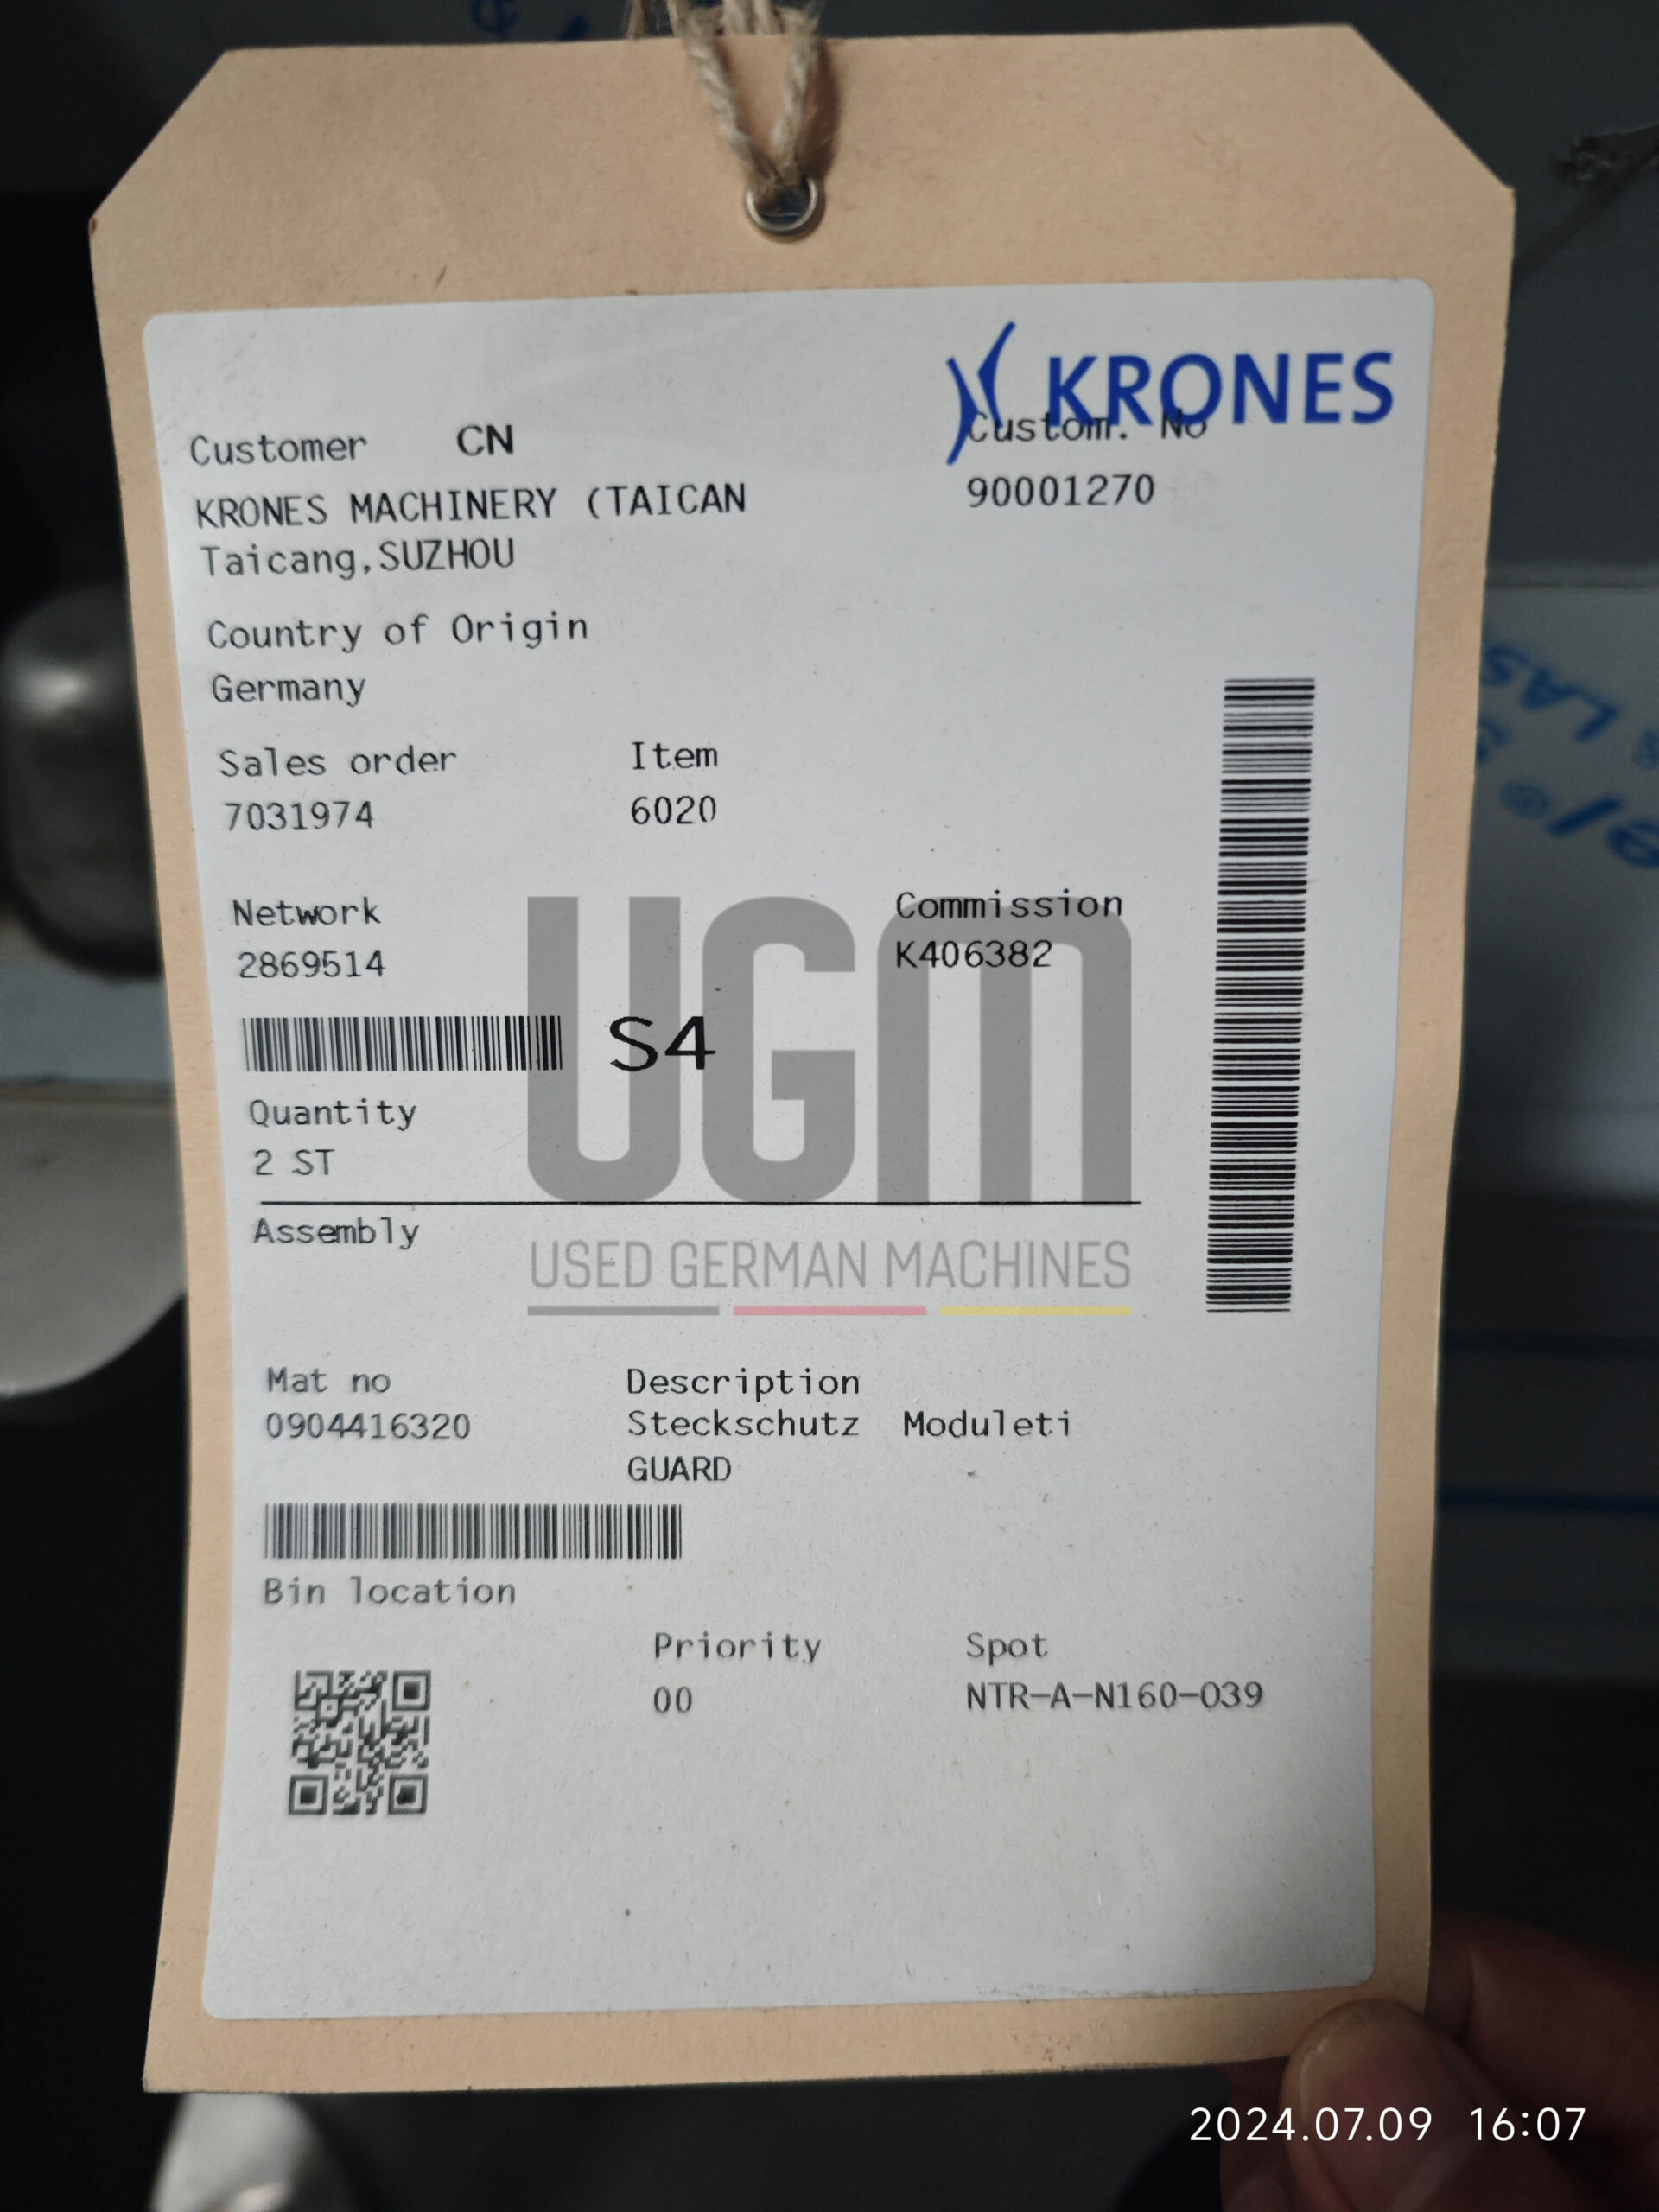 KRONES
Customer CN
Custom. No
KRONES MACHINERY (TAICAN
90001270
Taicang,SUZHOU
Country of Origin
Germany
Sales order Item
7031974 6020
Network Commission
2869514 K406382
S4
Quantity
2 ST
Assembly
UGM
USED GERMAN MACHINES
Mat no Description
0904416320 Steckschutz Moduleti
GUARD
Bin location
Priority Spot
00 NTR-A-N160-039
2024.07.09 16:07